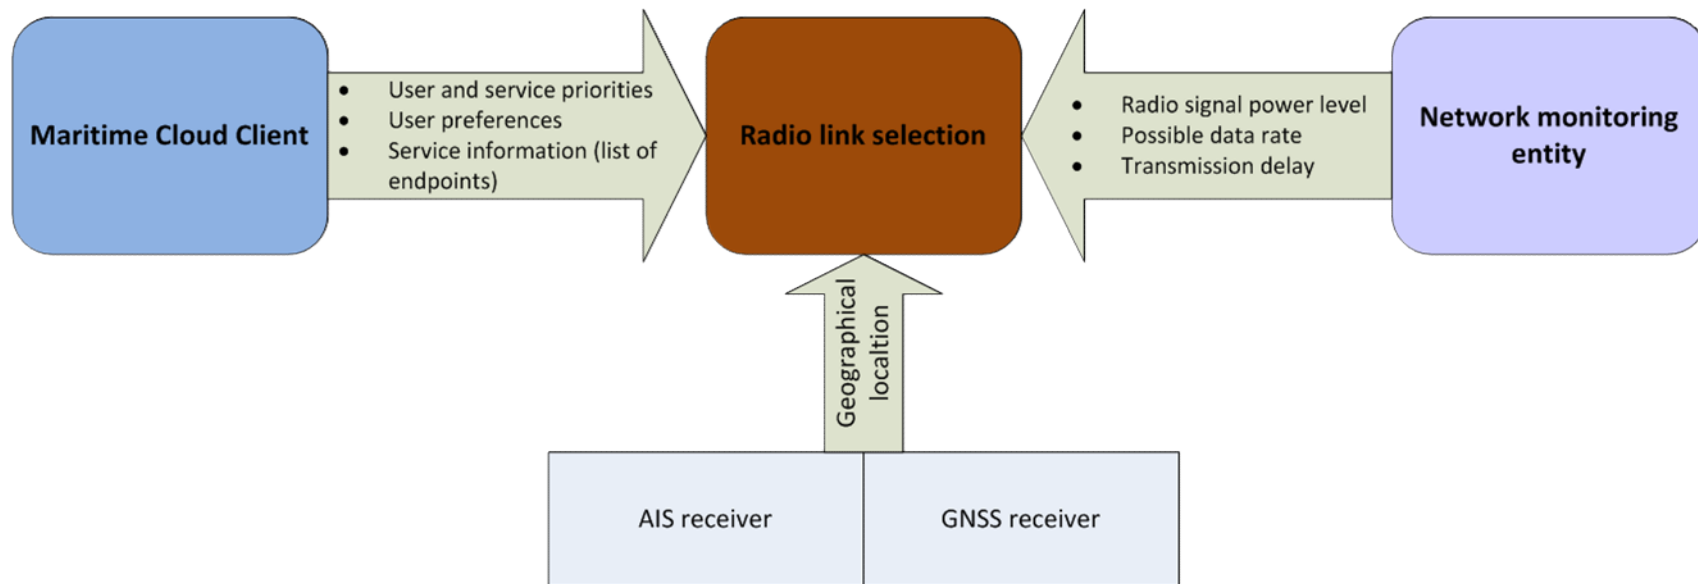 Maritime Cloud Client
• User and service priorities
• User preferences
• Service information (list of
endpoints)
Radio link selection
• Radio signal power level
• Possible data rate
• Transmission delay
Network monitoring
entity
Geographical
localtion
AIS receiver
GNSS receiver